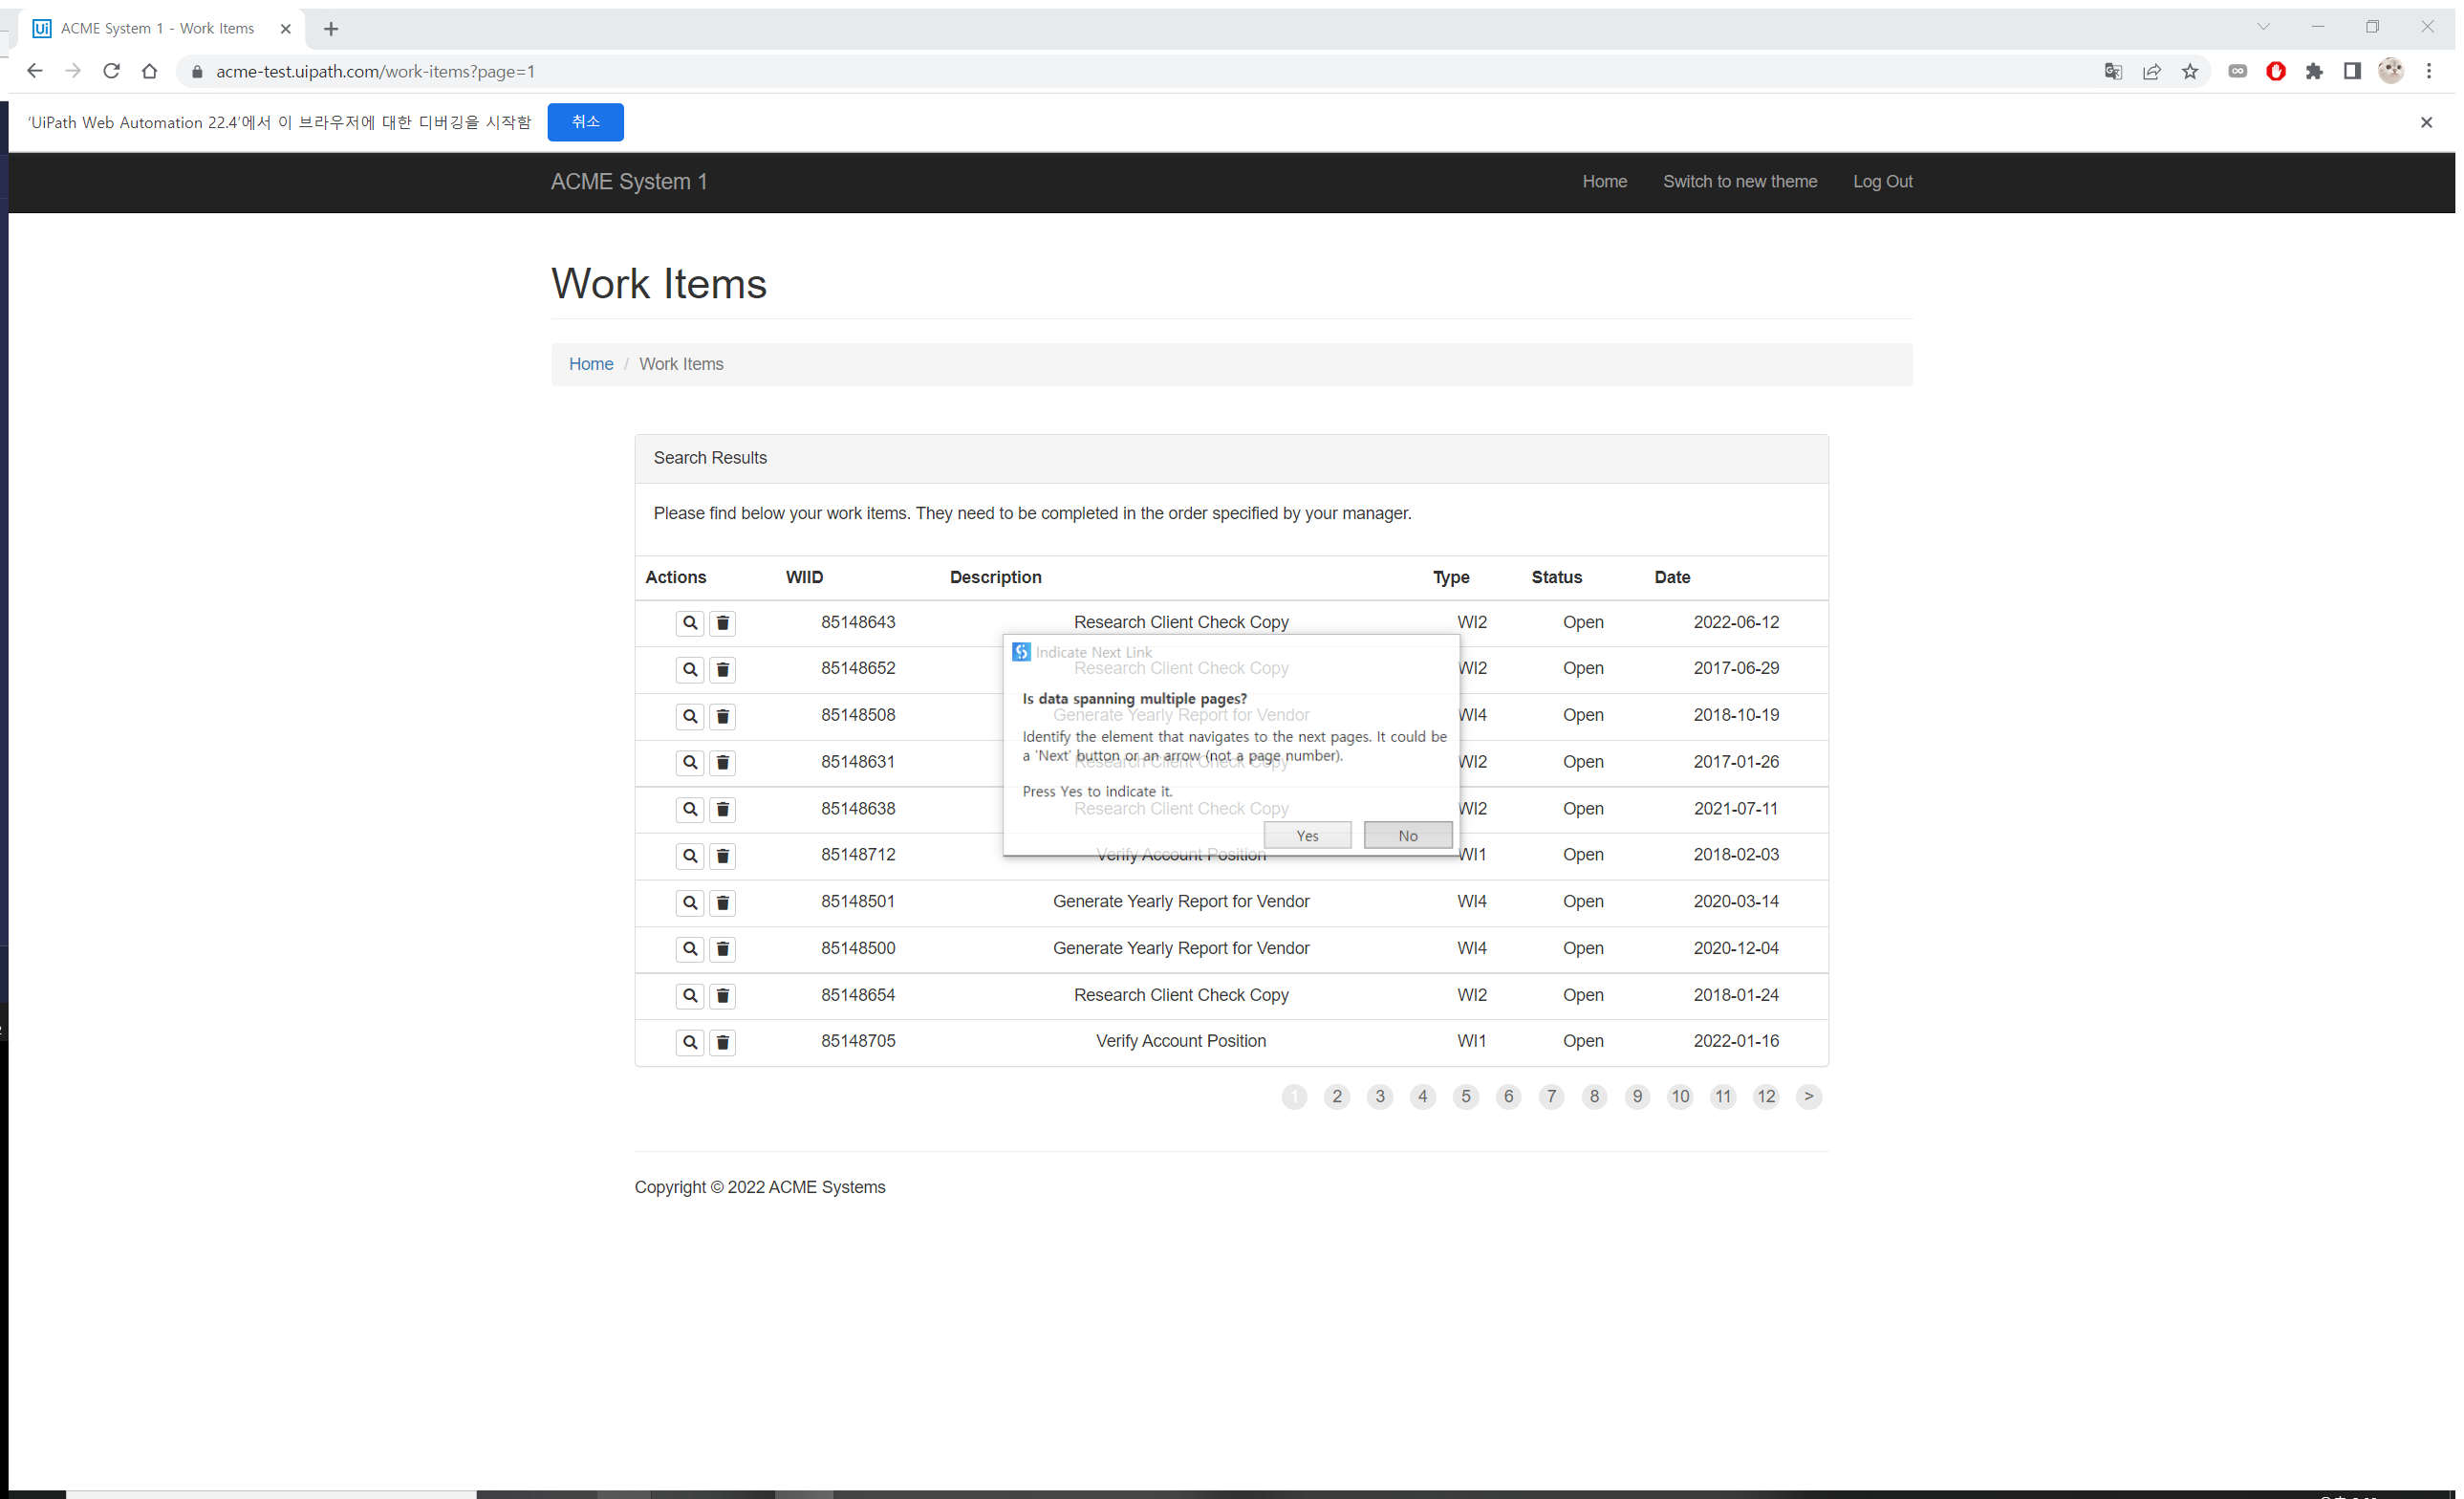 ACME System 1 - Work Items
acme-test.uipath.com/work-items?page=1
'UiPath Web Automation 22.4'에서 이 브라우저에 대한 디버깅을 시작함 취소
ACME System 1 Home Switch to new theme Log Out
Work Items
Home / Work Items
Search Results
Please find below your work items. They need to be completed in the order specified by your manager.
Actions WIID Description Type Status Date
85148643 Research Client Check Copy WI2 Open 2022-06-12
Indicate Next Link
85148652 Research Client Check Copy WI2 Open 2017-06-29
Is data spanning multiple pages?
85148508 Generate Yearly Report for Vendor WI4 Open 2018-10-19
Identify the element that navigates to the next pages. It could be
a 'Next' button or an arrow (not a page number).
85148631 Research Client Check Copy WI2 Open 2017-01-26
Press Yes to indicate it.
85148638 Research Client Check Copy WI2 Open 2021-07-11
Yes No
85148712 Verify Account Position WI1 Open 2018-02-03
85148501 Generate Yearly Report for Vendor WI4 Open 2020-03-14
85148500 Generate Yearly Report for Vendor WI4 Open 2020-12-04
85148654 Research Client Check Copy WI2 Open 2018-01-24
85148705 Verify Account Position WI1 Open 2022-01-16
1 2 3 4 5 6 7 8 9 10 11 12 >
Copyright © 2022 ACME Systems